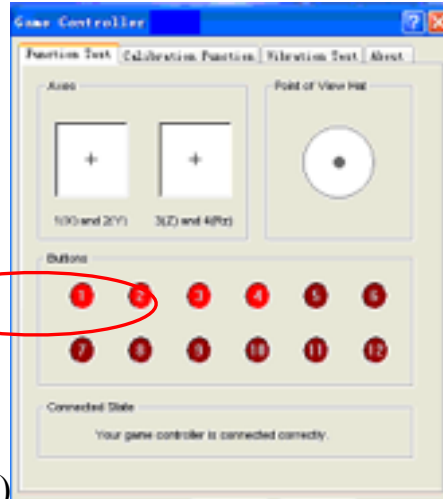 Game Controller
Function Test Calibration Function Vibration Test About
Axes
Point of View Hat
1(X) and 2(Y) 3(Z) and 4(Rz)
Buttons
1 2 3 4 5 6
7 8 9 10 11 12
Connected State
Your game controller is connected correctly.
)